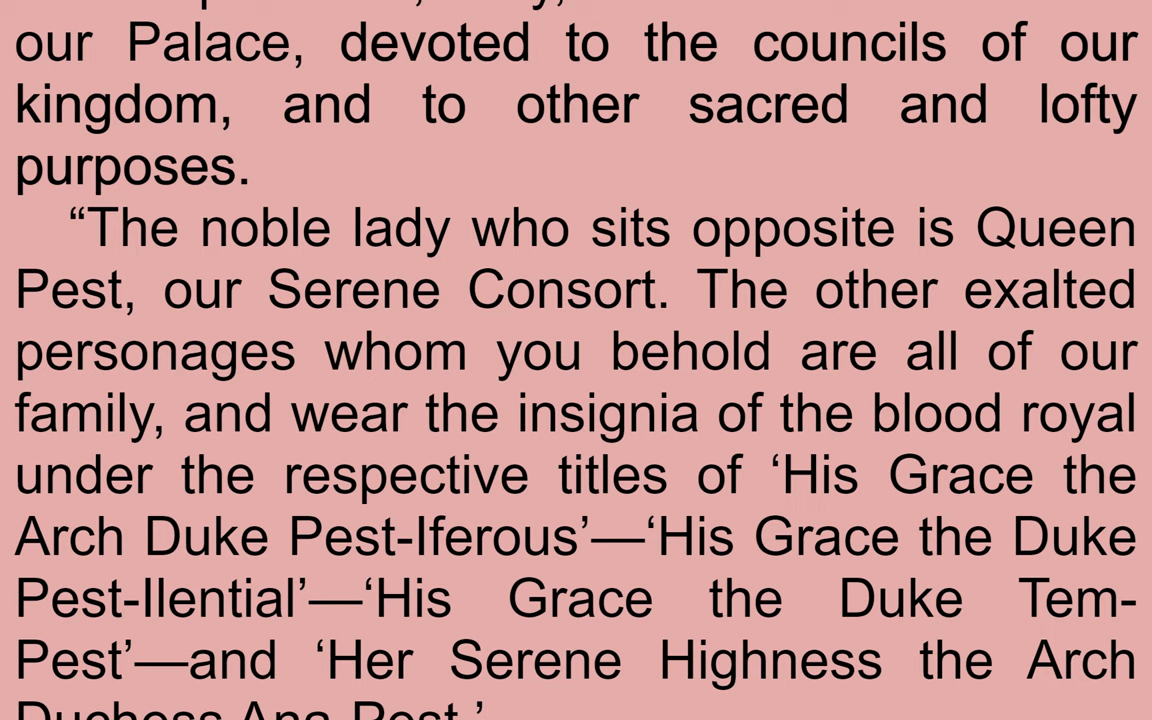 our Palace, devoted to the councils of our
kingdom, and to other sacred and lofty
purposes.
“The noble lady who sits opposite is Queen
Pest, our Serene Consort. The other exalted
personages whom you behold are all of our
family, and wear the insignia of the blood royal
under the respective titles of ‘His Grace the
Arch Duke Pest-Iferous’—‘His Grace the Duke
Pest-Ilential’—‘His Grace the Duke Tem-
Pest’—and ‘Her Serene Highness the Arch
Duchess Ana-Pest.’